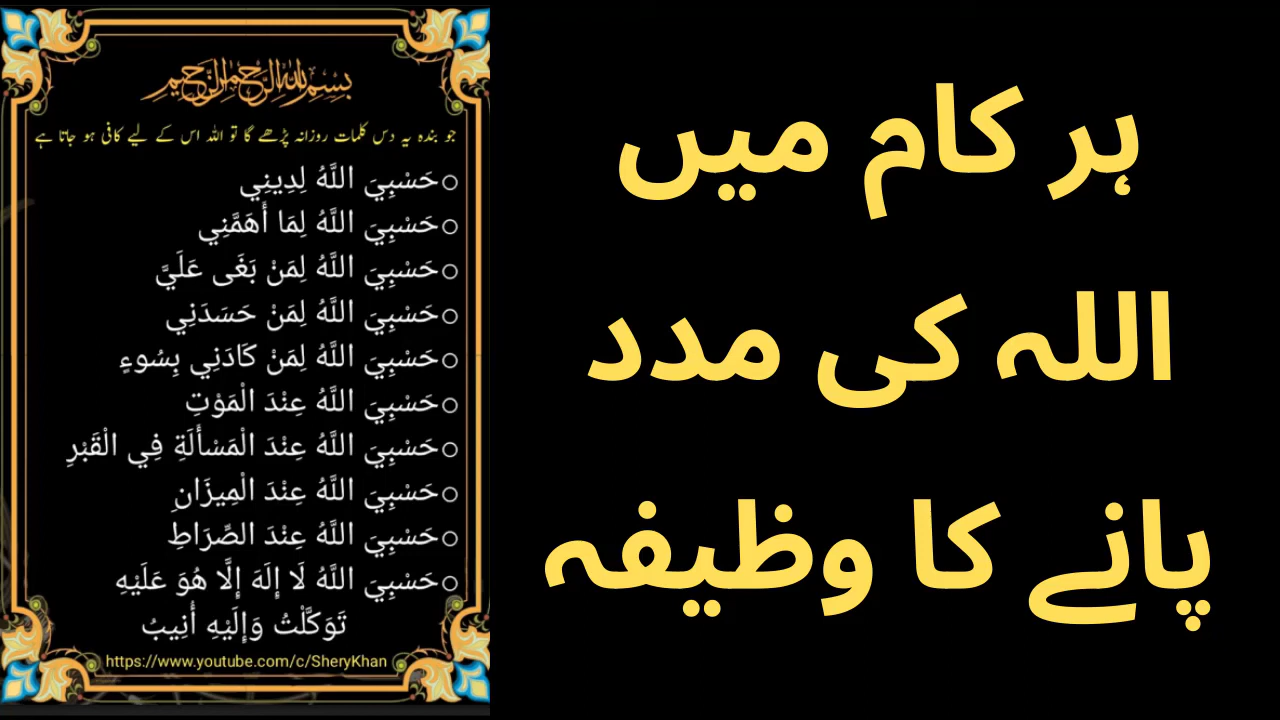 بسم الله الرحمن الرحيم
جو بندہ یہ دس کلمات روزانہ پڑھے گا تو اللہ اس کے لیے کافی ہو جاتا ہے
حَسْبِيَ اللَّهُ لِدِينِي
حَسْبِيَ اللَّهُ لِمَا أَهَمَّنِي
حَسْبِيَ اللَّهُ لِمَنْ بَغَى عَلَيَّ
حَسْبِيَ اللَّهُ لِمَنْ حَسَدَنِي
حَسْبِيَ اللَّهُ لِمَنْ كَادَنِي بِسُوءٍ
حَسْبِيَ اللَّهُ عِنْدَ الْمَوْتِ
حَسْبِيَ اللَّهُ عِنْدَ الْمَسْأَلَةِ فِي الْقَبْرِ
حَسْبِيَ اللَّهُ عِنْدَ الْمِيزَانِ
حَسْبِيَ اللَّهُ عِنْدَ الصِّرَاطِ
حَسْبِيَ اللَّهُ لَا إِلَهَ إِلَّا هُوَ عَلَيْهِ
تَوَكَّلْتُ وَإِلَيْهِ أُنِيبُ
https://www.youtube.com/c/SheryKhan
ہر کام میں
اللہ کی مدد
پانے کا وظیفہ